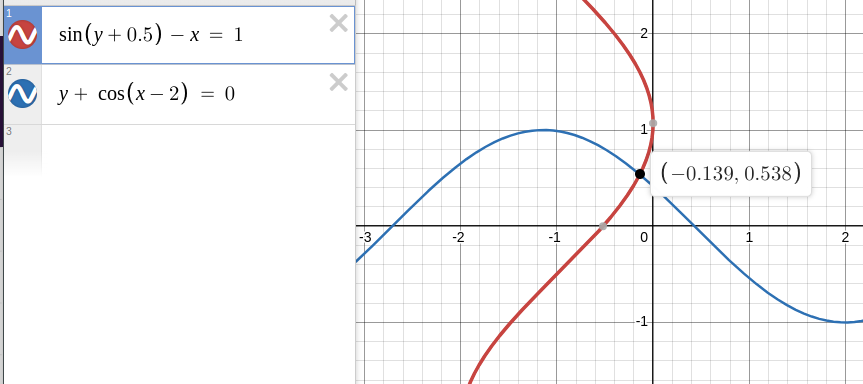 1
sin(y + 0.5) − x = 1
2
y + cos(x − 2) = 0
3
2
1
(−0.139, 0.538)
-3 -2 -1 0 1 2
-1